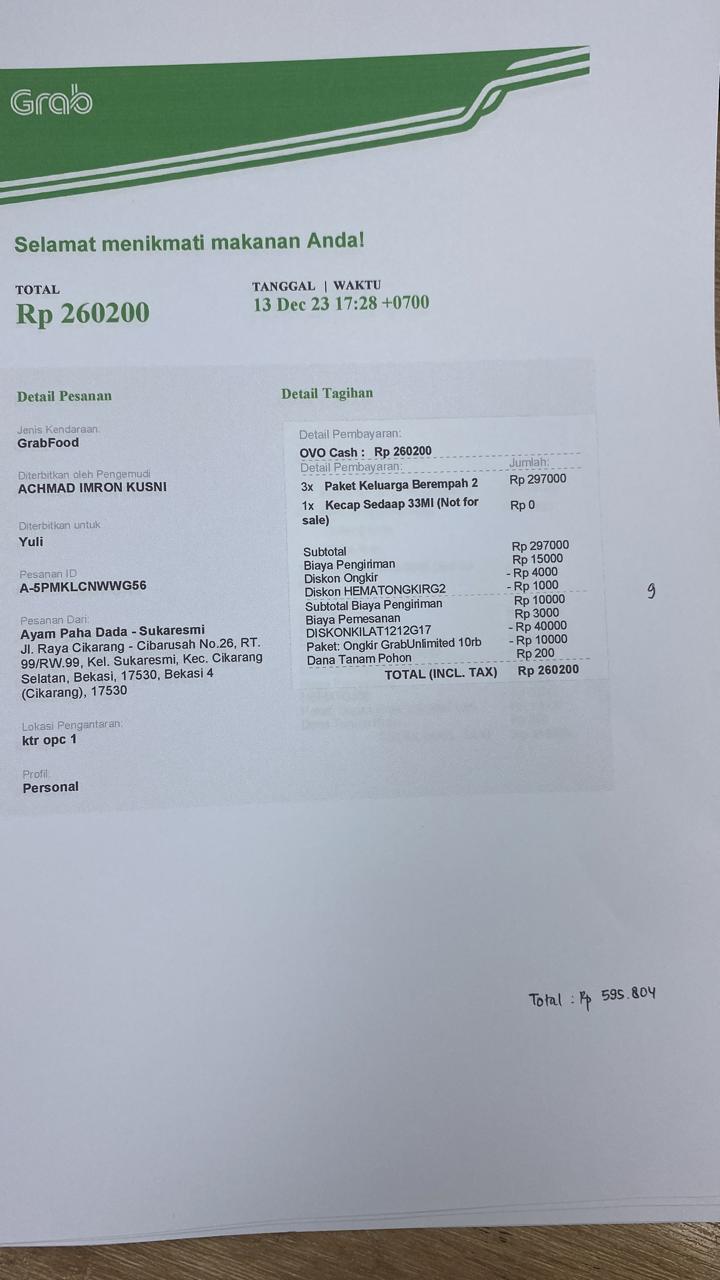 Grab
Selamat menikmati makanan Anda!
TOTAL
Rp 260200
TANGGAL | WAKTU
13 Dec 23 17:28 +0700
Detail Pesanan
Jenis Kendaraan:
GrabFood
Diterbitkan oleh Pengemudi
ACHMAD IMRON KUSNI
Diterbitkan untuk
Yuli
Pesanan ID
A-5PMKLCNWWG56
Pesanan Dari:
Ayam Paha Dada - Sukaresmi
Jl. Raya Cikarang - Cibarusah No.26, RT.
99/RW.99, Kel. Sukaresmi, Kec. Cikarang
Selatan, Bekasi, 17530, Bekasi 4
(Cikarang), 17530
Lokasi Pengantaran:
ktr opc 1
Profil:
Personal
Detail Tagihan
Detail Pembayaran:
OVO Cash : Rp 260200
Detail Pembayaran: Jumlah:
3x Paket Keluarga Berempah 2 Rp 297000
1x Kecap Sedaap 33Ml (Not for Rp 0
sale)
Subtotal Rp 297000
Biaya Pengiriman Rp 15000
Diskon Ongkir - Rp 4000
Diskon HEMATONGKIRG2 - Rp 1000
Subtotal Biaya Pengiriman Rp 10000
Biaya Pemesanan Rp 3000
DISKONKILAT1212G17 - Rp 40000
Paket: Ongkir GrabUnlimited 10rb - Rp 10000
Dana Tanam Pohon Rp 200
TOTAL (INCL. TAX) Rp 260200
9
Total : Rp 595.804